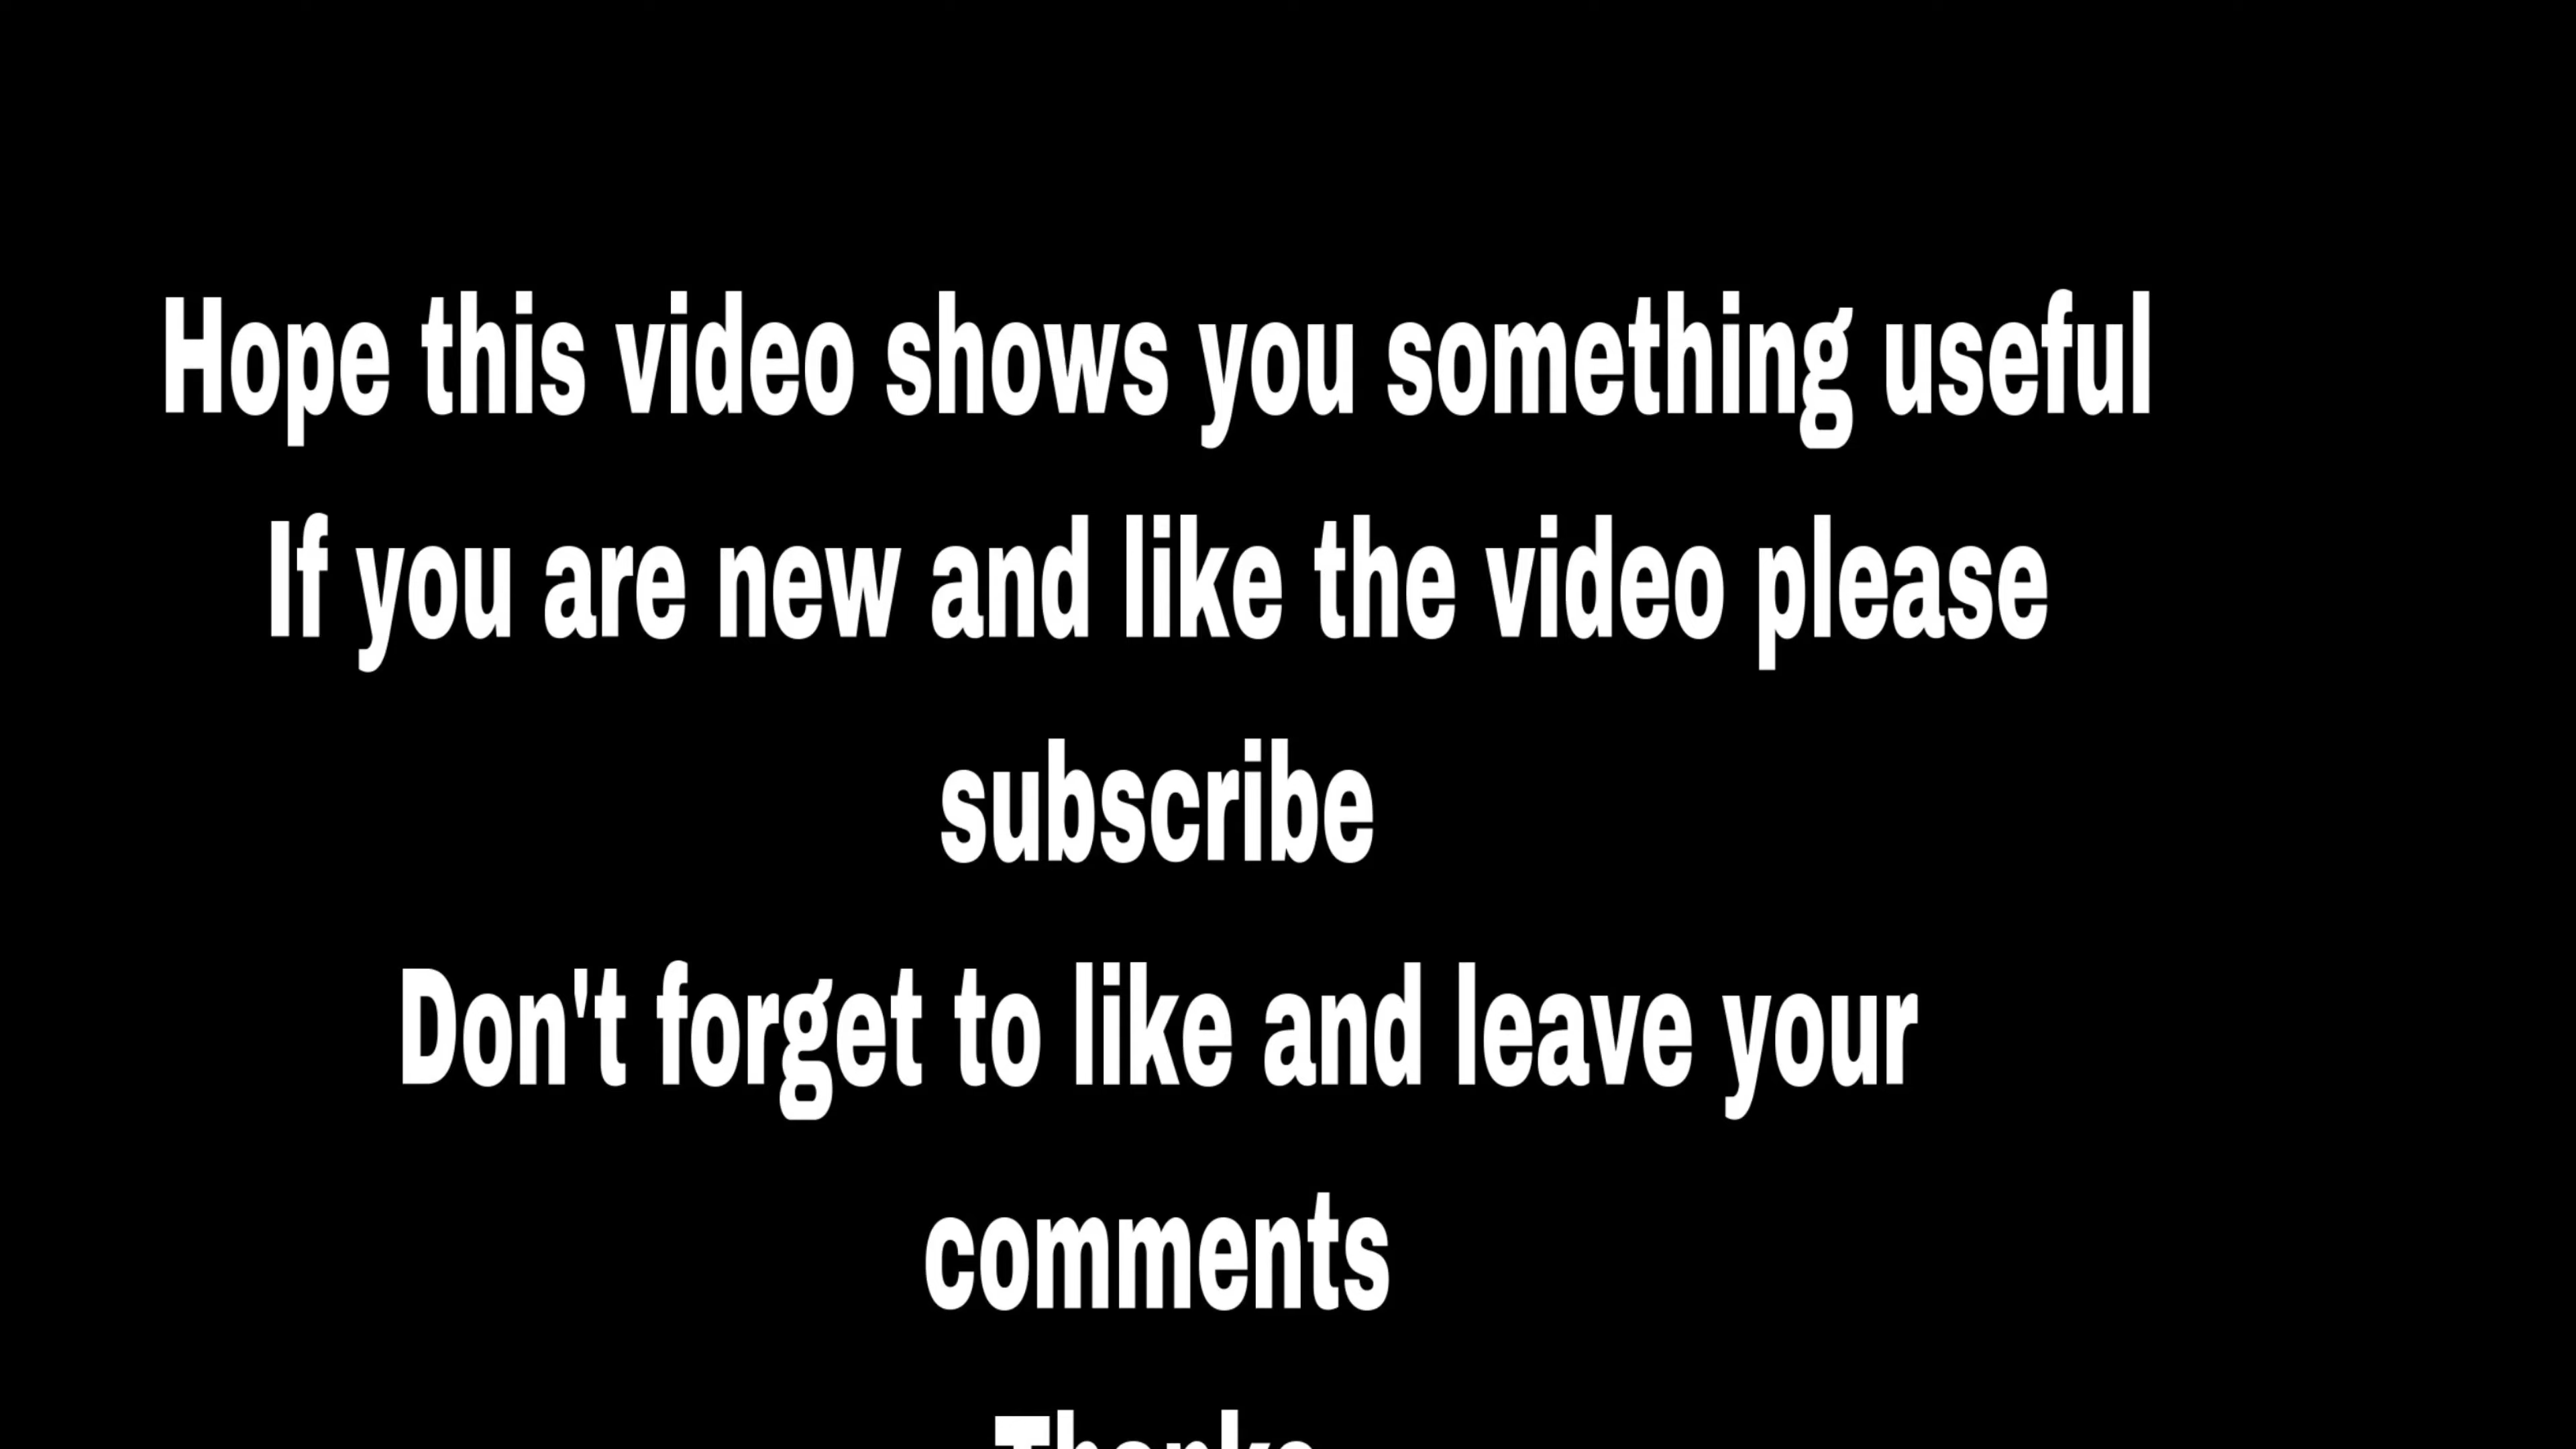 Hope this video shows you something useful
If you are new and like the video please
subscribe
Don't forget to like and leave your
comments
Thanks